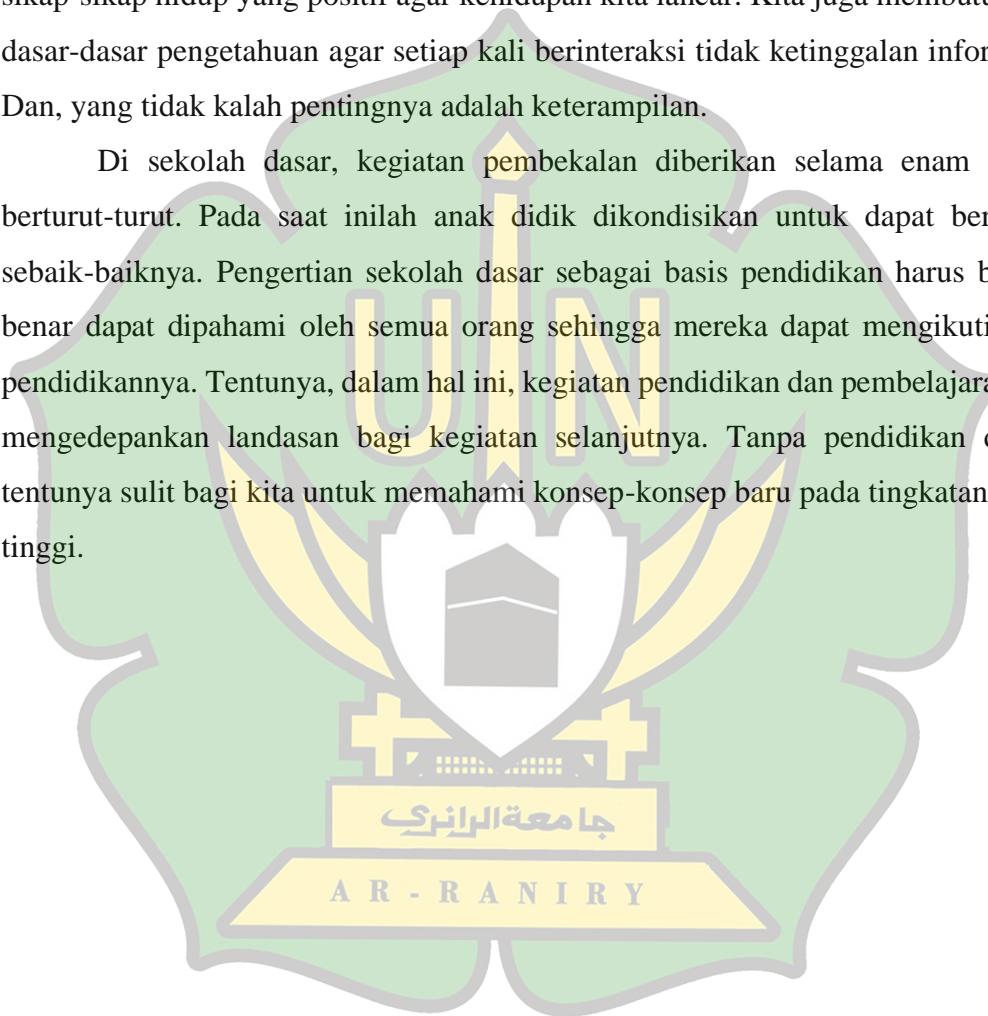 sikap-sikap hidup yang positif agar kehidupan kita lancar. Kita juga membutu
dasar-dasar pengetahuan agar setiap kali berinteraksi tidak ketinggalan infor
Dan, yang tidak kalah pentingnya adalah keterampilan.
Di sekolah dasar, kegiatan pembekalan diberikan selama enam
berturut-turut. Pada saat inilah anak didik dikondisikan untuk dapat ber
sebaik-baiknya. Pengertian sekolah dasar sebagai basis pendidikan harus b
benar dapat dipahami oleh semua orang sehingga mereka dapat mengikuti
pendidikannya. Tentunya, dalam hal ini, kegiatan pendidikan dan pembelajara
mengedepankan landasan bagi kegiatan selanjutnya. Tanpa pendidikan
tentunya sulit bagi kita untuk memahami konsep-konsep baru pada tingkatan
tinggi.
UIN
جامعة الرانري
AR-RANIRY